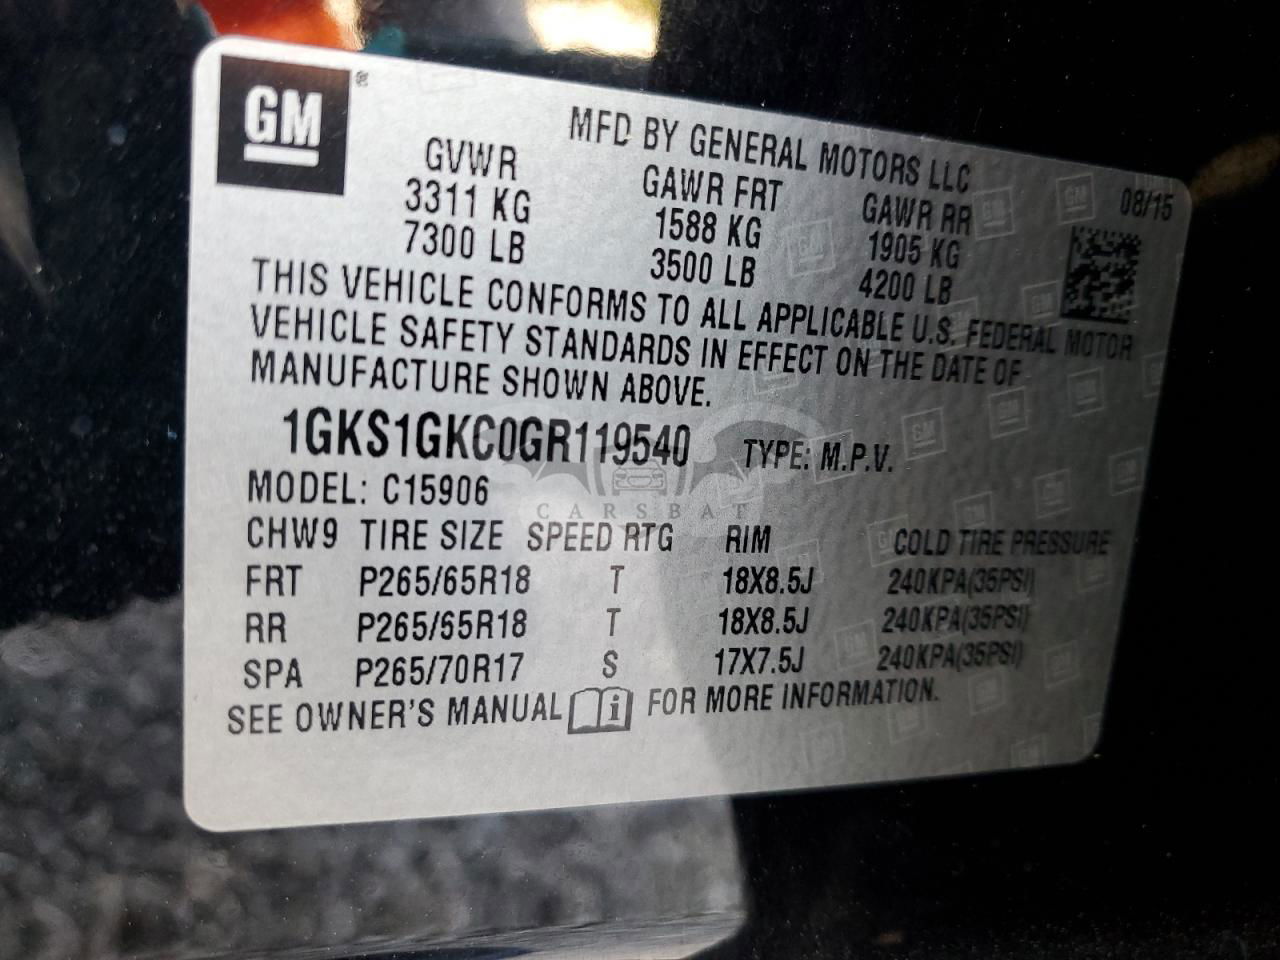 GM ®
MFD BY GENERAL MOTORS LLC
08/15
GVWR GAWR FRT GAWR RR
3311 KG 1588 KG 1905 KG
7300 LB 3500 LB 4200 LB
THIS VEHICLE CONFORMS TO ALL APPLICABLE U.S. FEDERAL MOTOR
VEHICLE SAFETY STANDARDS IN EFFECT ON THE DATE OF
MANUFACTURE SHOWN ABOVE.
1GKS1GKC0GR119540 TYPE: M.P.V.
CARSBAT
MODEL: C15906
CHW9 TIRE SIZE SPEED RTG RIM COLD TIRE PRESSURE
FRT P265/65R18 T 18X8.5J 240KPA(35PSI)
RR P265/65R18 T 18X8.5J 240KPA(35PSI)
SPA P265/70R17 S 17X7.5J 240KPA(35PSI)
SEE OWNER'S MANUAL i FOR MORE INFORMATION.